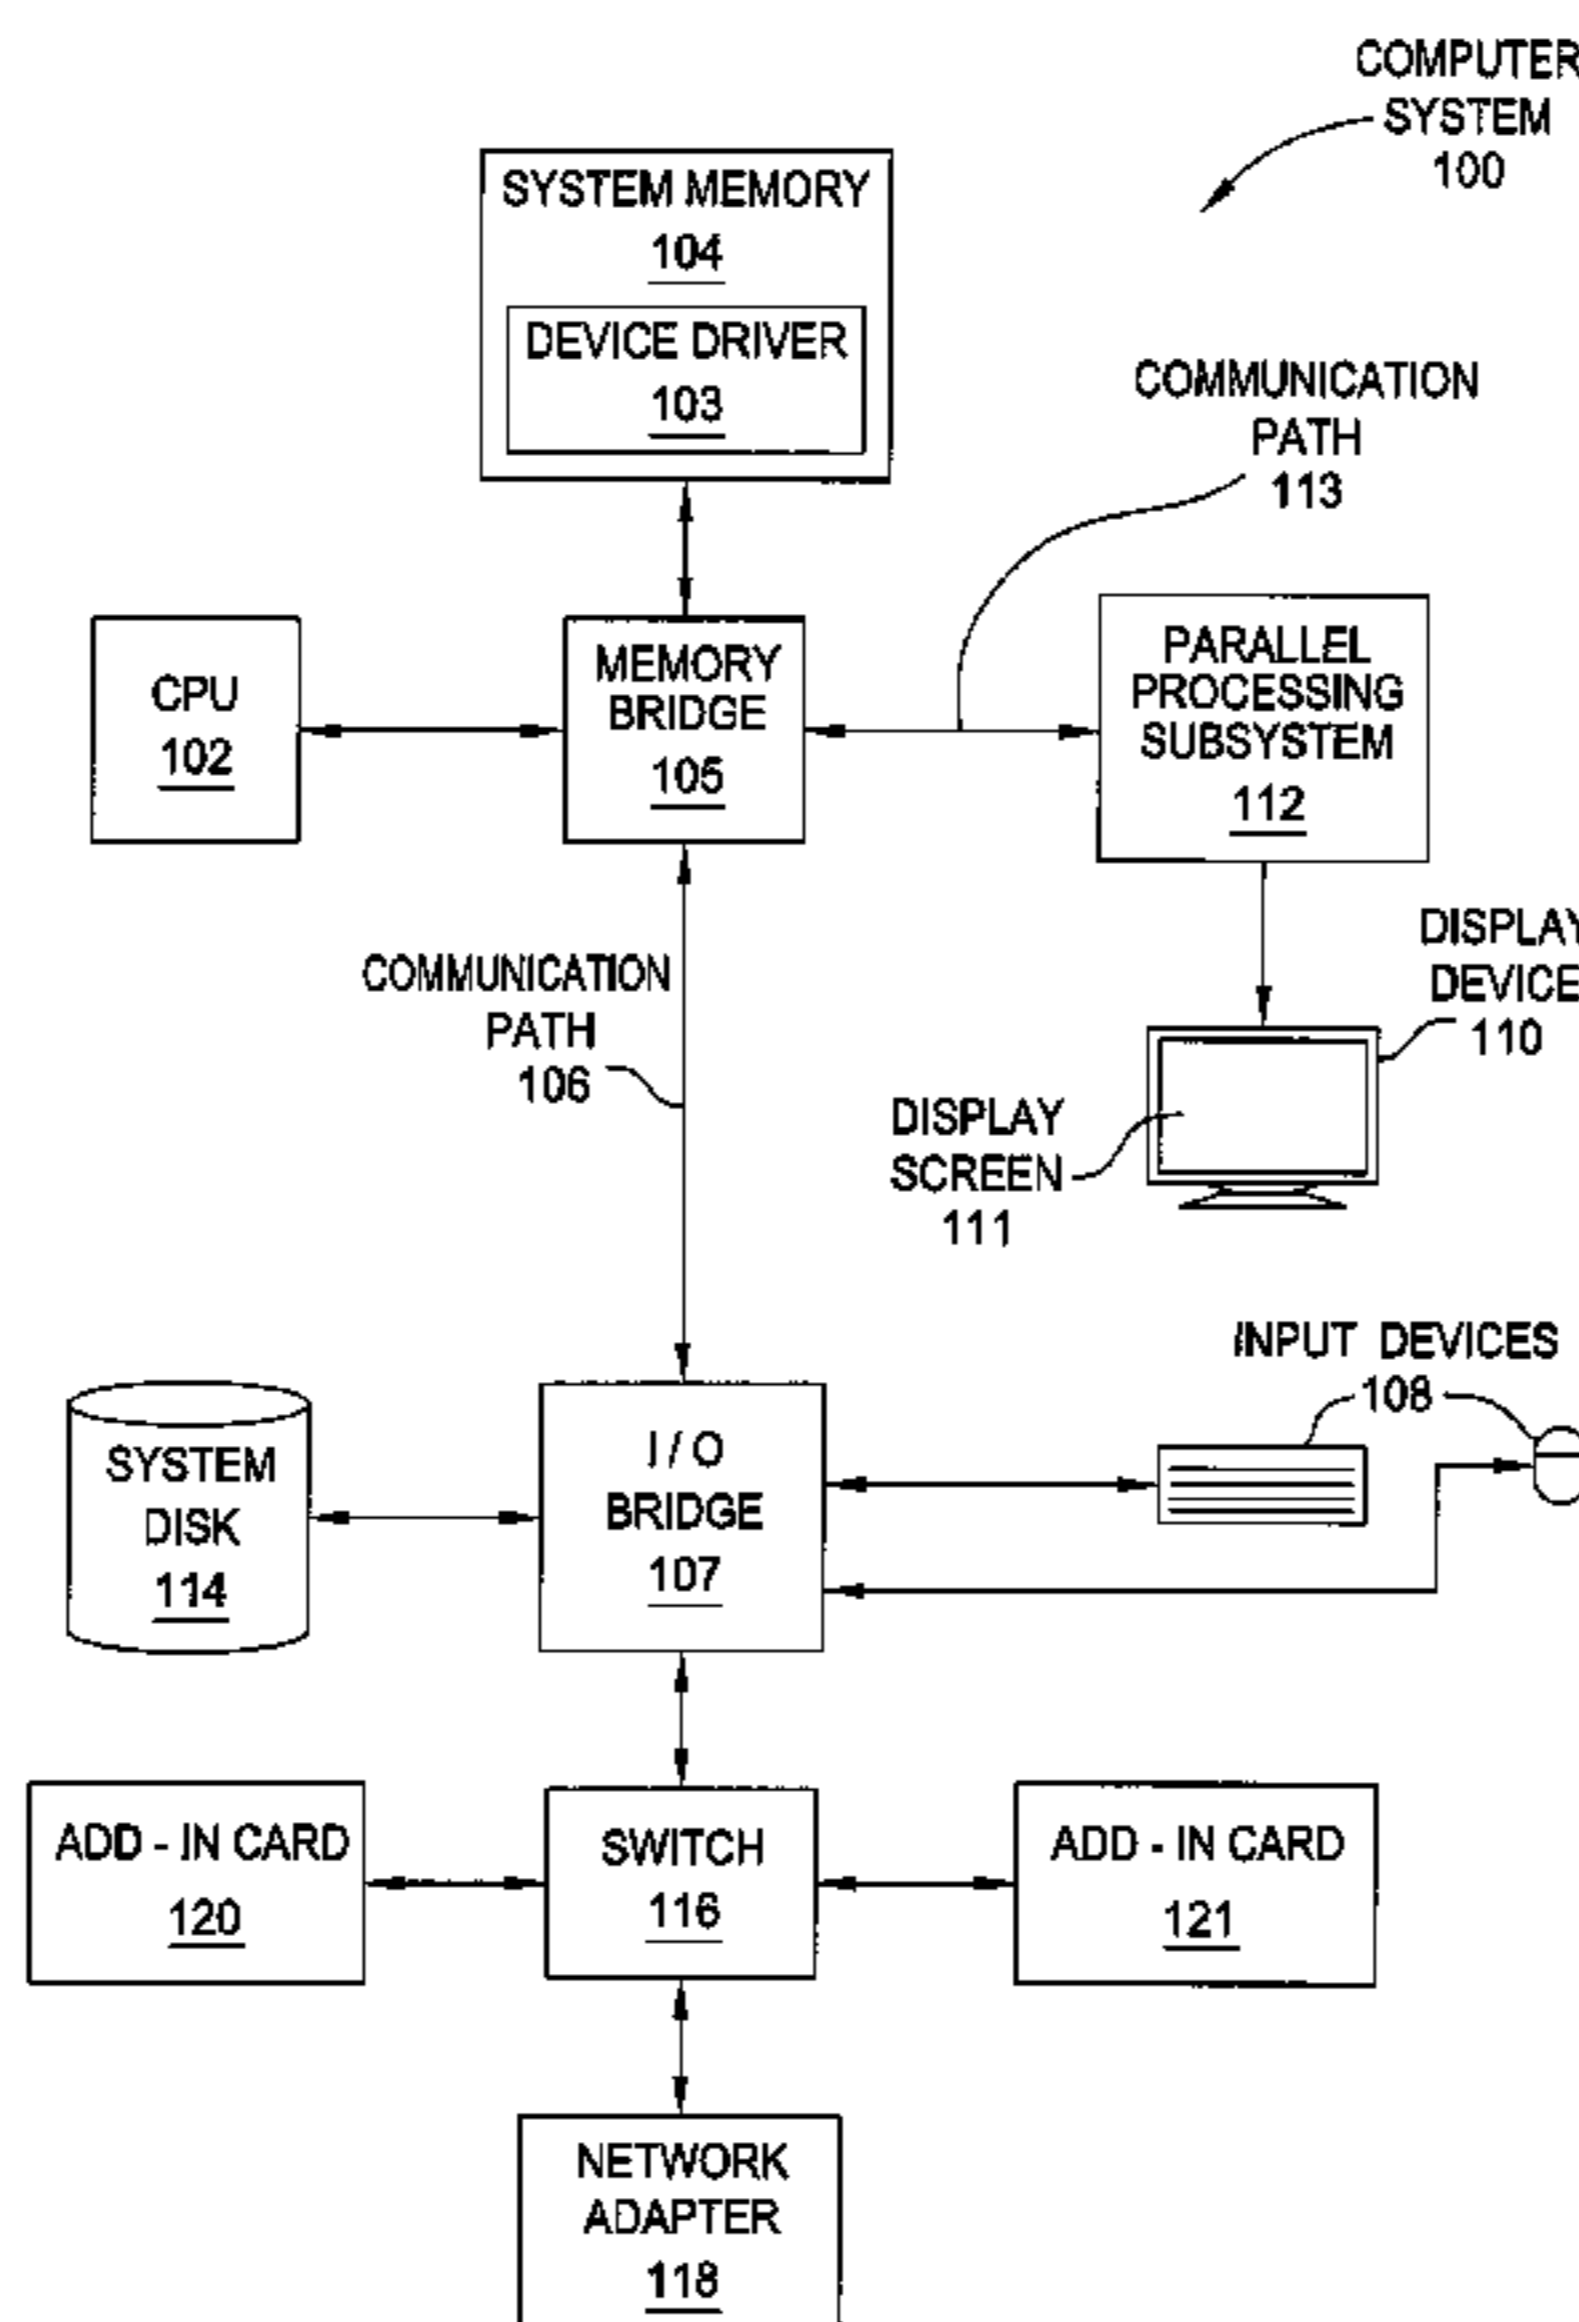 COMPUTER
SYSTEM
100
SYSTEM MEMORY
104
DEVICE DRIVER
103
COMMUNICATION
PATH
113
CPU
102
MEMORY
BRIDGE
105
PARALLEL
PROCESSING
SUBSYSTEM
112
COMMUNICATION
PATH
106
DISPLAY
DEVICE
110
DISPLAY
SCREEN
111
INPUT DEVICES
108
SYSTEM
DISK
114
I / O
BRIDGE
107
ADD - IN CARD
120
SWITCH
116
ADD - IN CARD
121
NETWORK
ADAPTER
118